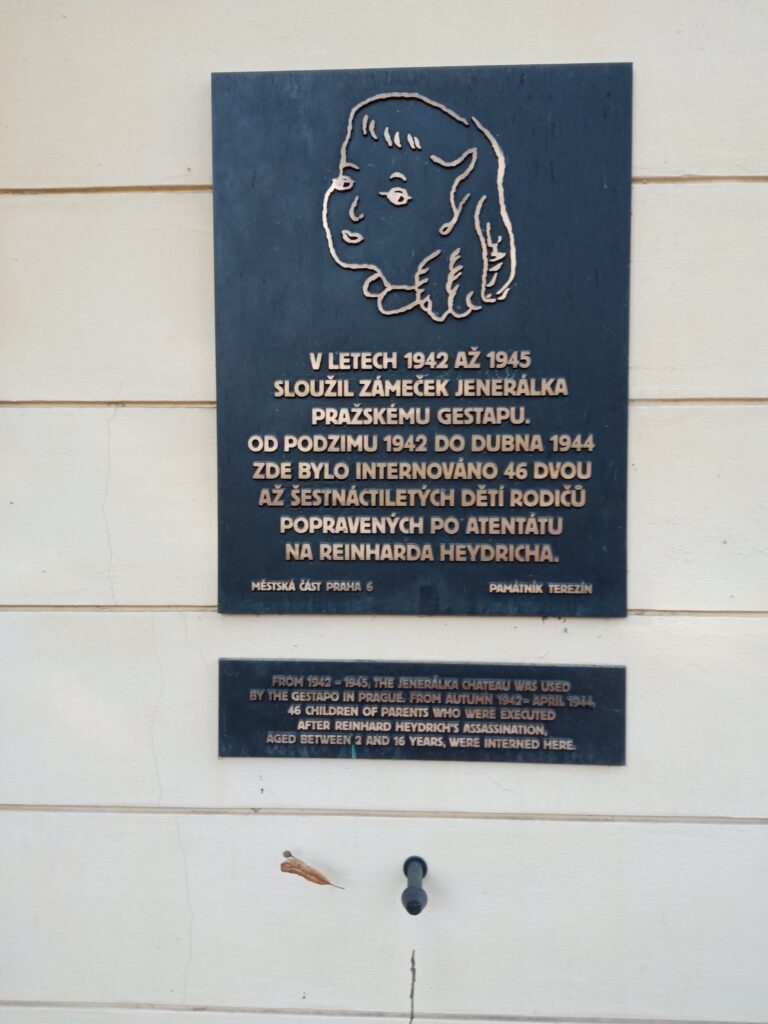 V LETECH 1942 AŽ 1945
SLOUŽIL ZÁMEČEK JENERÁLKA
PRAŽSKÉMU GESTAPU.
OD PODZIMU 1942 DO DUBNA 1944
ZDE BYLO INTERNOVÁNO 46 DVOU
AŽ ŠESTNÁCTILETÝCH DĚTÍ RODIČŮ
POPRAVENÝCH PO ATENTÁTU
NA REINHARDA HEYDRICHA.
MĚSTSKÁ ČÁST PRAHA 6 PAMÁTNÍK TEREZÍN
FROM 1942 – 1945, THE JENERÁLKA CHATEAU WAS USED
BY THE GESTAPO IN PRAGUE. FROM AUTUMN 1942– APRIL 1944,
46 CHILDREN OF PARENTS WHO WERE EXECUTED
AFTER REINHARD HEYDRICH'S ASSASSINATION,
AGED BETWEEN 2 AND 16 YEARS, WERE INTERNED HERE.